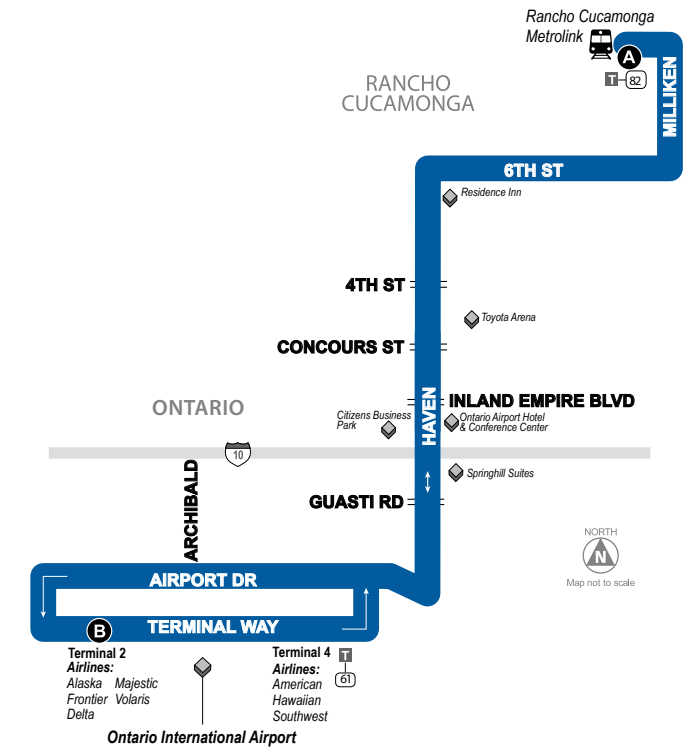 Rancho Cucamonga
Metrolink
A
T 82
MILLIKEN
RANCHO
CUCAMONGA
6TH ST
Residence Inn
4TH ST
Toyota Arena
CONCOURS ST
HAVEN
INLAND EMPIRE BLVD
ONTARIO
Citizens Business
Park
Ontario Airport Hotel
& Conference Center
10
ARCHIBALD
Springhill Suites
GUASTI RD
NORTH
N
Map not to scale
AIRPORT DR
B
TERMINAL WAY
Terminal 2
Airlines:
Alaska Majestic
Frontier Volaris
Delta
Terminal 4
Airlines:
American
Hawaiian
Southwest
T
61
Ontario International Airport